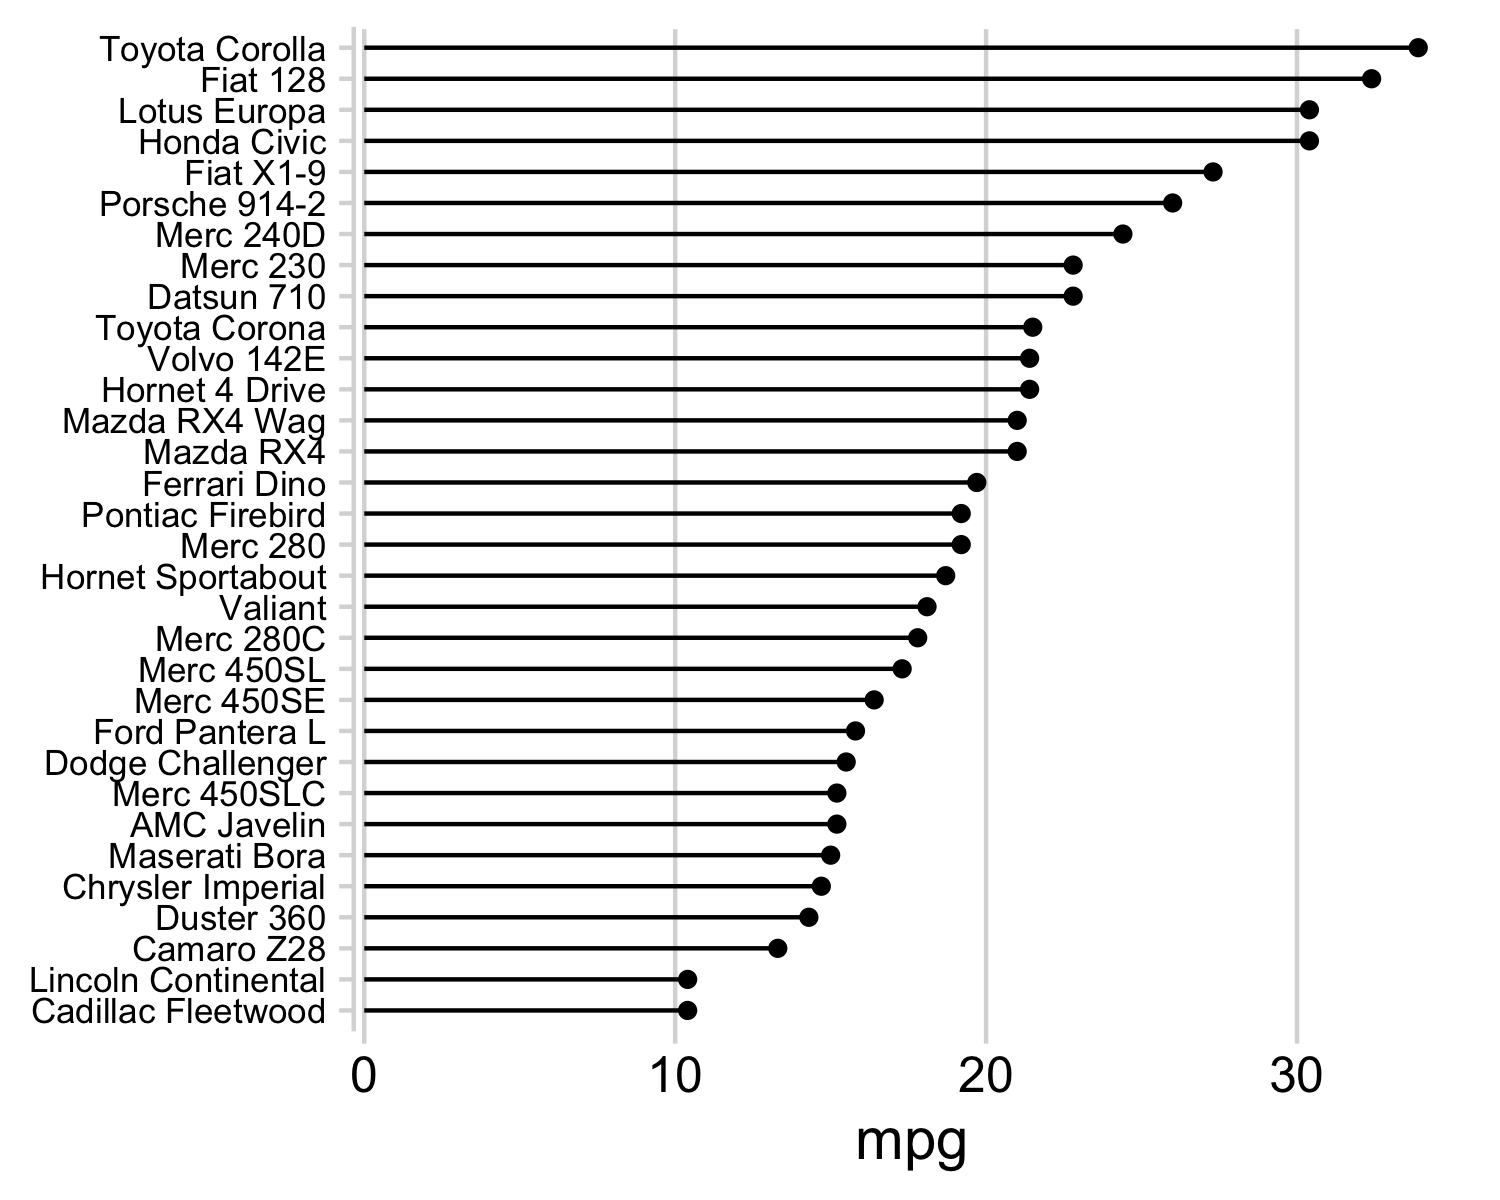 Toyota Corolla
Fiat 128
Lotus Europa
Honda Civic
Fiat X1-9
Porsche 914-2
Merc 240D
Merc 230
Datsun 710
Toyota Corona
Volvo 142E
Hornet 4 Drive
Mazda RX4 Wag
Mazda RX4
Ferrari Dino
Pontiac Firebird
Merc 280
Hornet Sportabout
Valiant
Merc 280C
Merc 450SL
Merc 450SE
Ford Pantera L
Dodge Challenger
Merc 450SLC
AMC Javelin
Maserati Bora
Chrysler Imperial
Duster 360
Camaro Z28
Lincoln Continental
Cadillac Fleetwood
0 10 20 30
mpg